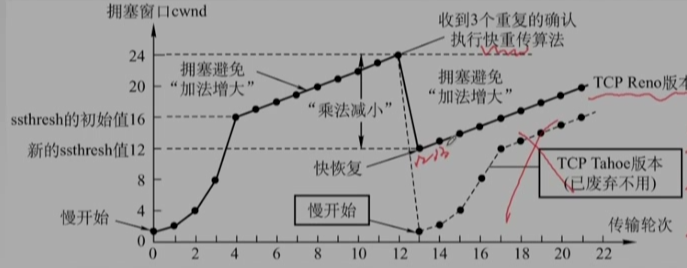 拥塞窗口cwnd
收到3个重复的确认
执行快重传算法
24
20
ssthresh的初始值16
新的ssthresh值12
8
4
0
拥塞避免
“加法增大”
“乘法减小”
拥塞避免
“加法增大”
TCP Reno版本
快恢复
12 13
TCP Tahoe版本
(已废弃不用)
慢开始
慢开始
传输轮次
0 2 4 6 8 10 12 14 16 18 20 22